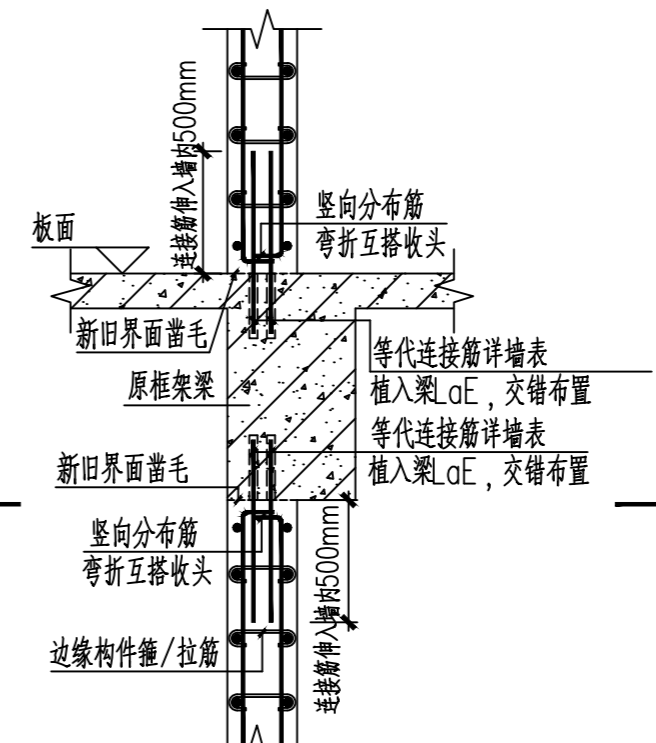 连接筋伸入墙内500mm
竖向分布筋
弯折互搭收头
板面
新旧界面凿毛
等代连接筋详墙表
植入梁LaE，交错布置
原框架梁
等代连接筋详墙表
植入梁LaE，交错布置
新旧界面凿毛
竖向分布筋
弯折互搭收头
连接筋伸入墙内500mm
边缘构件箍/拉筋